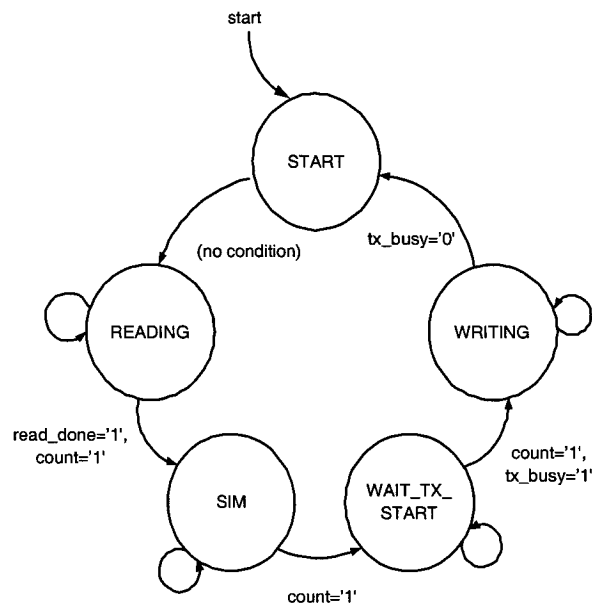 start
START
(no condition)
tx_busy='0'
READING
WRITING
read_done='1',
count='1'
SIM
WAIT_TX_
START
count='1',
tx_busy='1'
count='1'